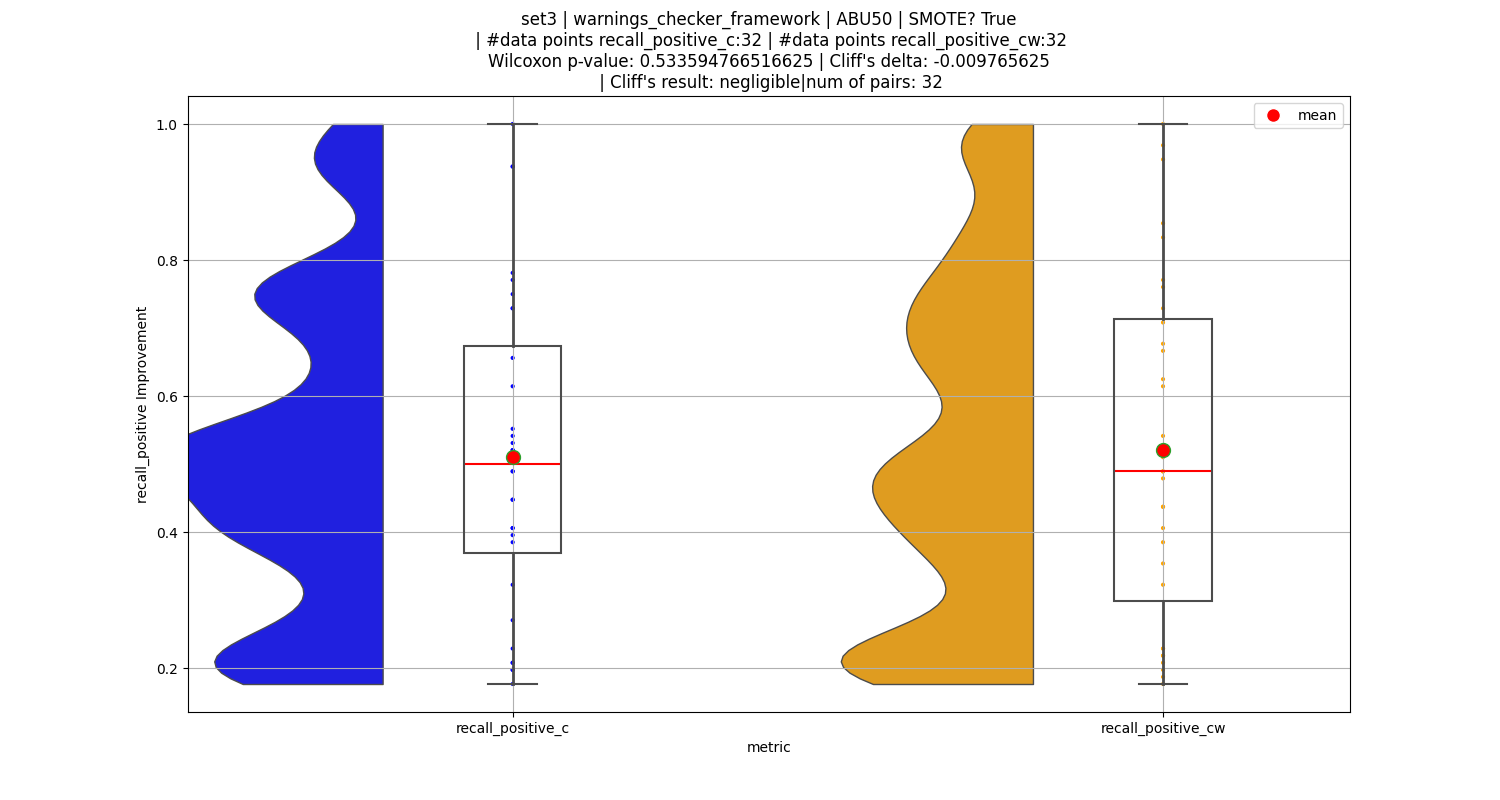 set3 | warnings_checker_framework | ABU50 | SMOTE? True
| #data points recall_positive_c:32 | #data points recall_positive_cw:32
Wilcoxon p-value: 0.533594766516625 | Cliff's delta: -0.009765625
| Cliff's result: negligible|num of pairs: 32
mean
1.0
0.8
0.6
0.4
0.2
recall_positive Improvement
recall_positive_c
recall_positive_cw
metric